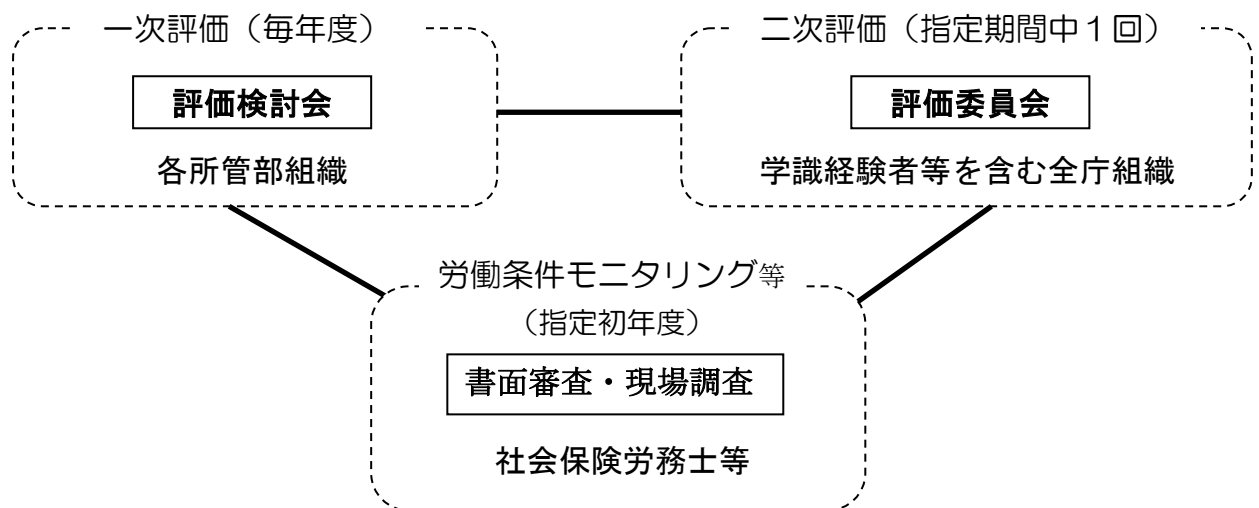 一次評価（毎年度）
評価検討会
各所管部組織
二次評価（指定期間中１回）
評価委員会
学識経験者等を含む全庁組織
労働条件モニタリング等
（指定初年度）
書面審査・現場調査
社会保険労務士等